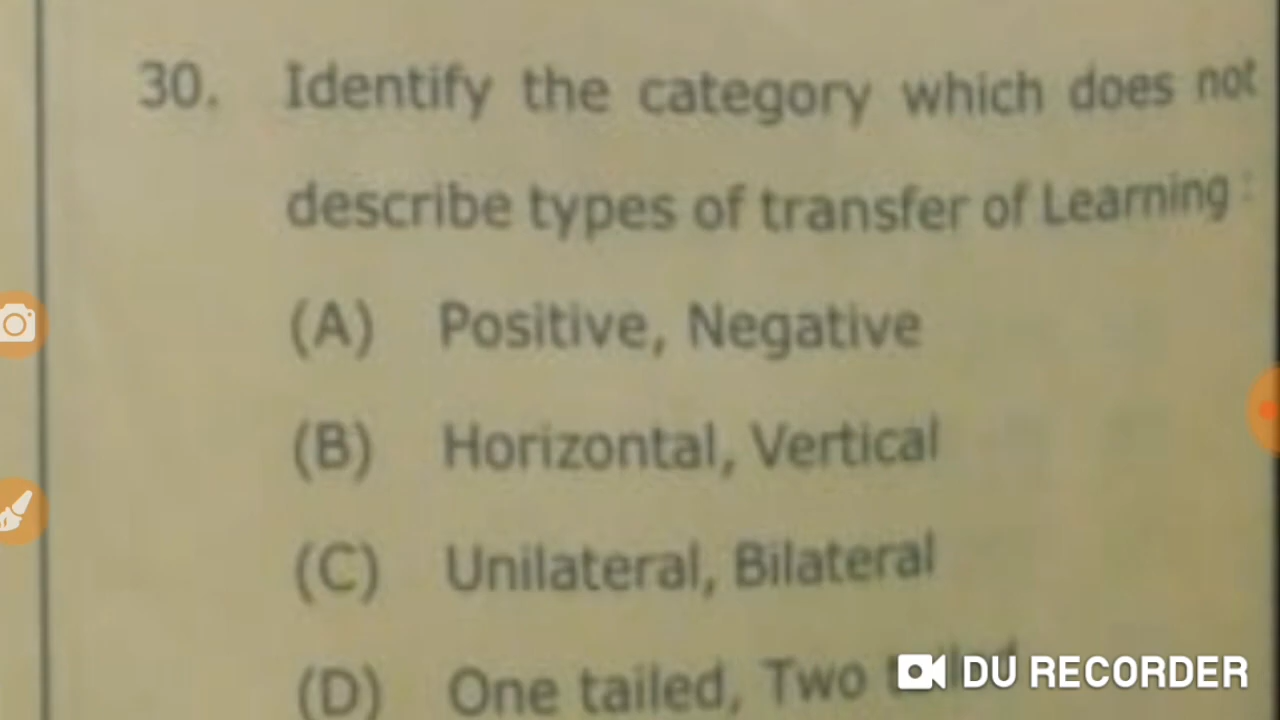 30. Identify the category which does not
describe types of transfer of Learning :
(A) Positive, Negative
(B) Horizontal, Vertical
(C) Unilateral, Bilateral
(D) One tailed, Two
DU RECORDER